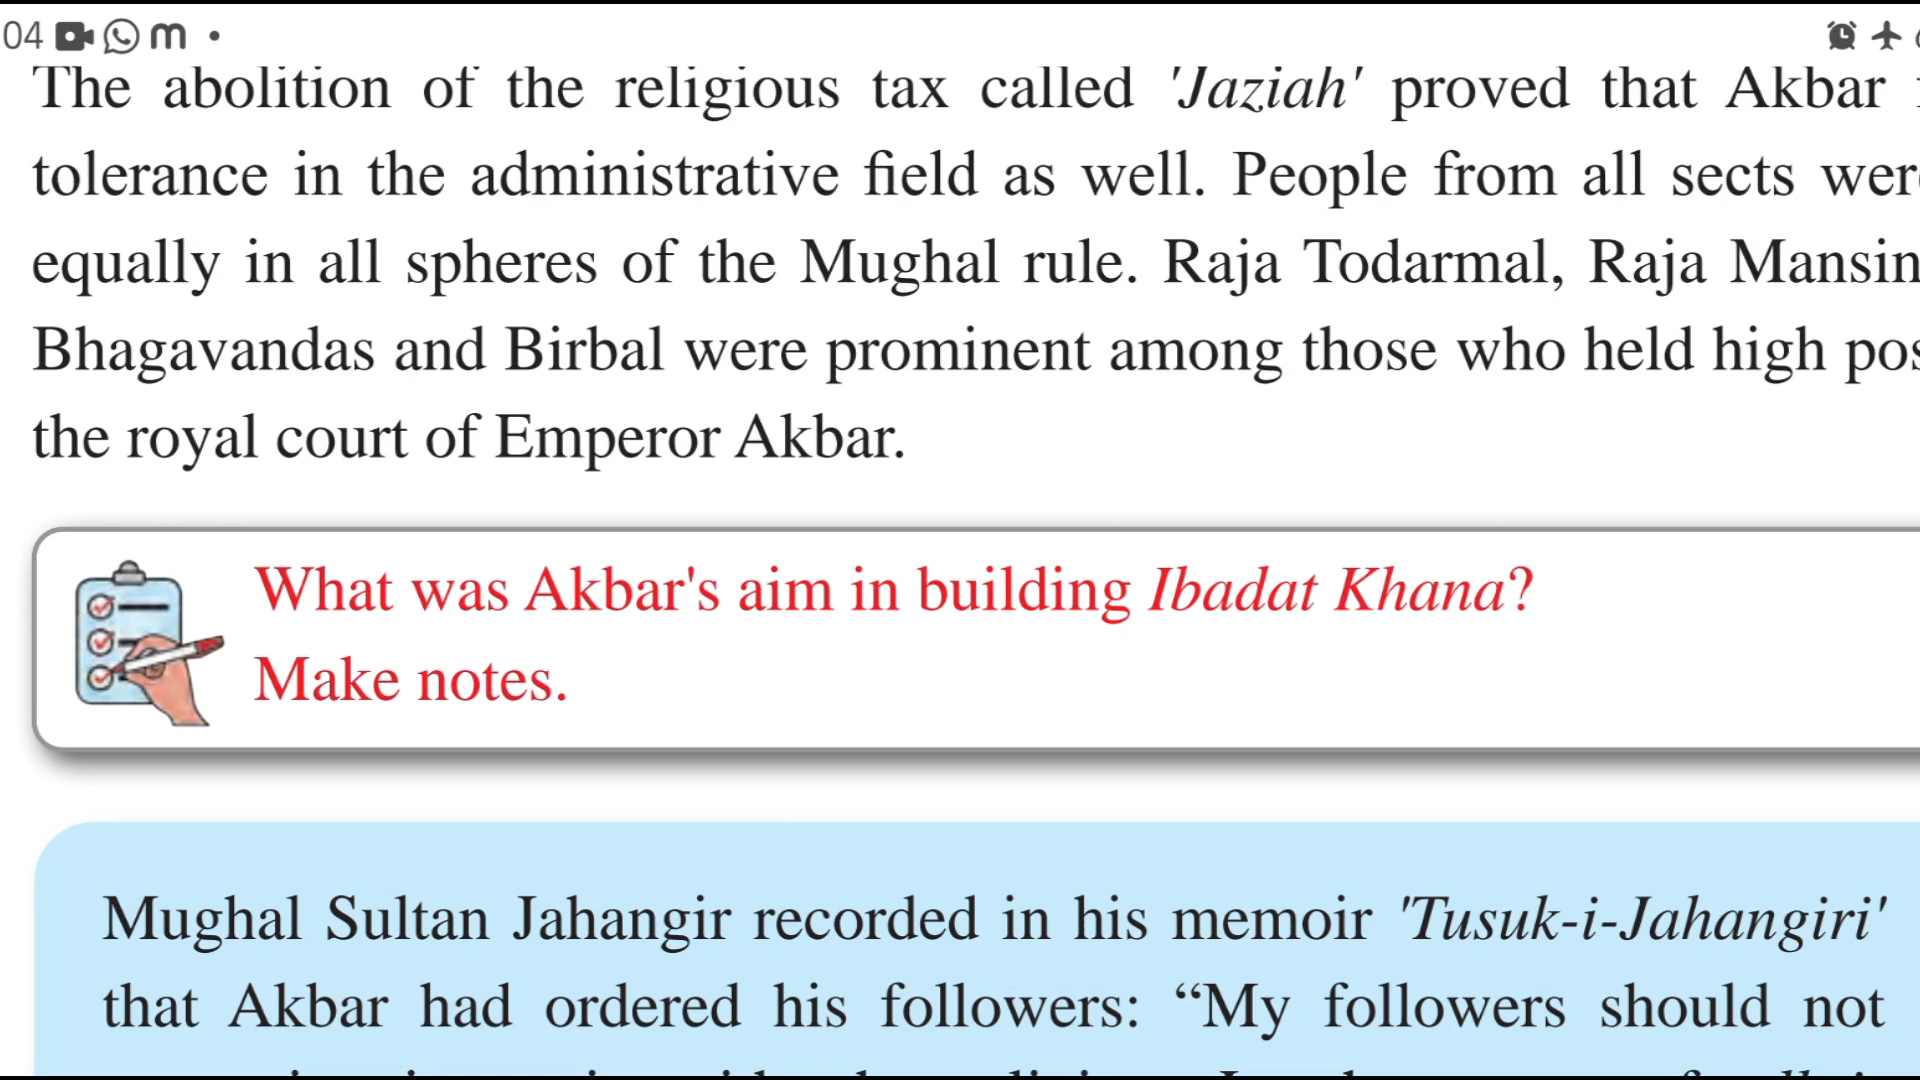 04
The abolition of the religious tax called 'Jaziah' proved that Akbar
tolerance in the administrative field as well. People from all sects
equally in all spheres of the Mughal rule. Raja Todarmal, Raja
Bhagavandas and Birbal were prominent among those who held high
the royal court of Emperor Akbar.
What was Akbar's aim in building Ibadat Khana?
Make notes.
Mughal Sultan Jahangir recorded in his memoir 'Tusuk-i-Jahangiri'
that Akbar had ordered his followers: “My followers should not